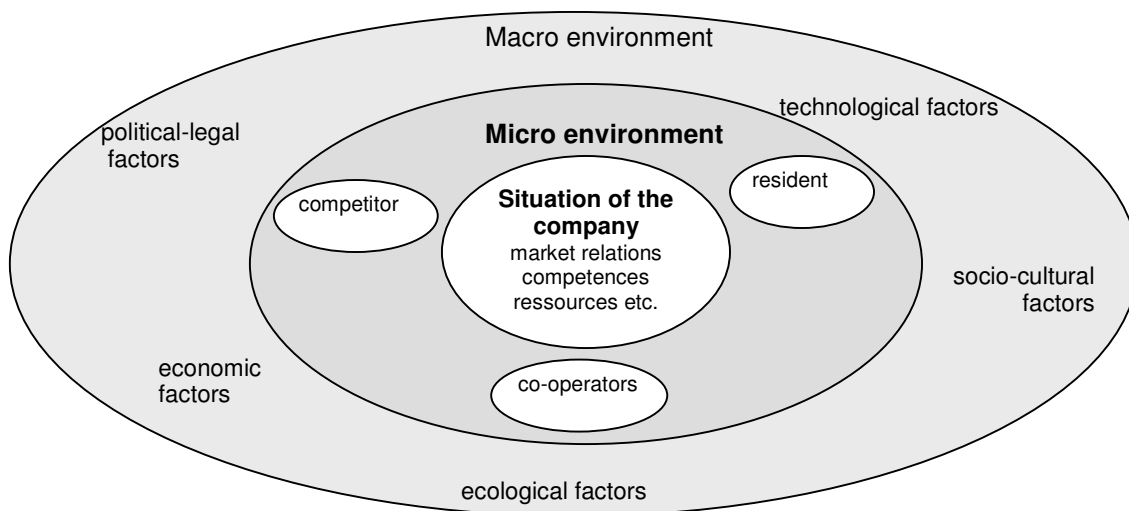 Macro environment
technological factors
political-legal
factors
Micro environment
resident
competitor
Situation of the
company
market relations
competences
ressources etc.
socio-cultural
factors
economic
factors
co-operators
ecological factors